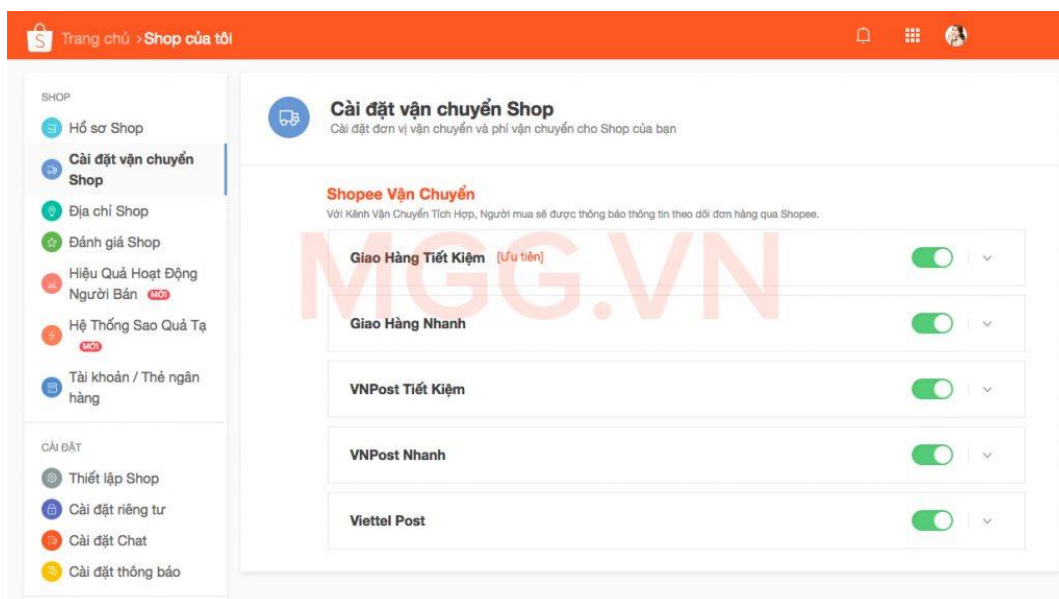 Trang chủ >Shop của tôi
SHOP
Hồ sơ Shop
Cài đặt vận chuyển
Shop
Địa chỉ Shop
Đánh giá Shop
Hiệu Quả Hoạt Động
Người Bán MỚI
Hệ Thống Sao Quả Tạ
MỚI
Tài khoản / Thẻ ngân
hàng
CÀI ĐẶT
Thiết lập Shop
Cài đặt riêng tư
Cài đặt Chat
Cài đặt thông báo
Cài đặt vận chuyển Shop
Cài đặt đơn vị vận chuyển và phí vận chuyển cho Shop của bạn
Shopee Vận Chuyển
Với Kênh Vận Chuyển Tích Hợp, Người mua sẽ được thông báo thông tin theo dõi đơn hàng qua Shopee.
MGG.VN
Giao Hàng Tiết Kiệm [Ưu tiên]
Giao Hàng Nhanh
VNPost Tiết Kiệm
VNPost Nhanh
Viettel Post